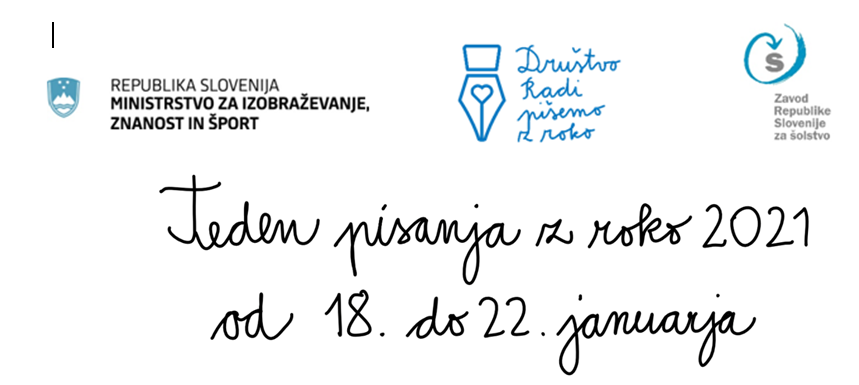 REPUBLIKA SLOVENIJA
MINISTRSTVO ZA IZOBRAŽEVANJE,
ZNANOST IN ŠPORT
Društvo
Radi
pišemo
z roko
Š
Zavod
Republike
Slovenije
za šolstvo
Teden pisanja z roko 2021
od 18. do 22. januarja